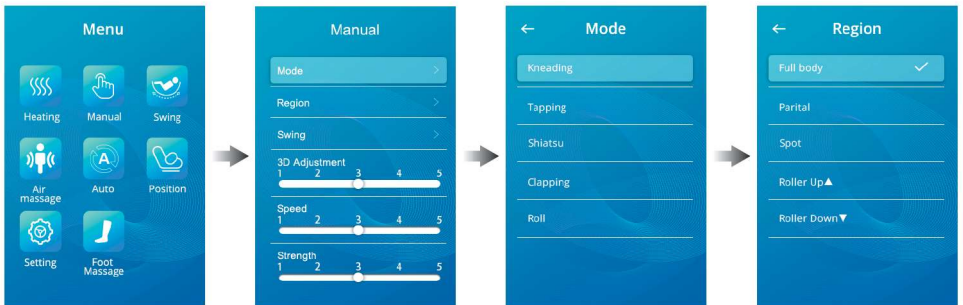 Menu
Heating
Manual
Swing
Air
massage
A
Auto
Position
Setting
Foot
Massage
Manual
Mode
Region
Swing
3D Adjustment
1 2 3 4 5
Speed
1 2 3 4 5
Strength
1 2 3 4 5
Mode
Kneading
Tapping
Shiatsu
Clapping
Roll
Region
Full body
Parital
Spot
Roller Up▲
Roller Down▼